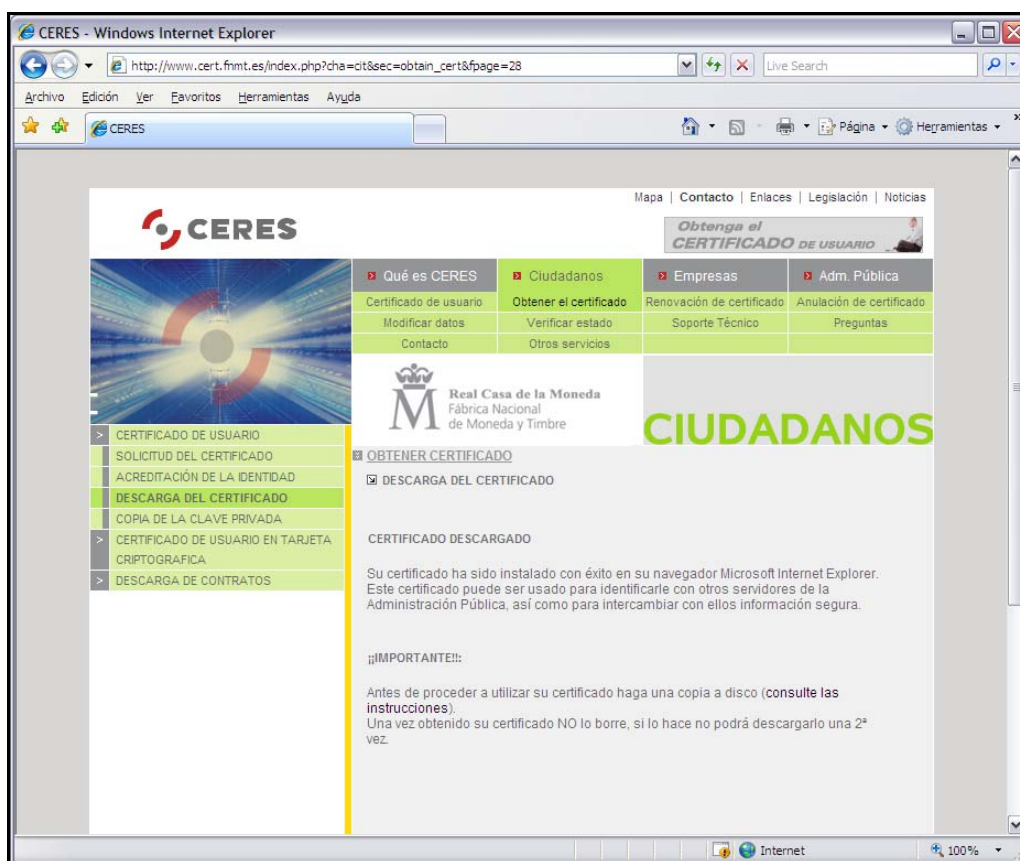 CERES - Windows Internet Explorer
http://www.cert.fnmt.es/index.php?cha=cit&sec=obtain_cert&fpage=28
Live Search
Archivo Edición Ver Favoritos Herramientas Ayuda
CERES
Página
Herramientas
Mapa | Contacto | Enlaces | Legislación | Noticias
CERES
Obtenga el
CERTIFICADO DE USUARIO
Qué es CERES Ciudadanos Empresas Adm. Pública
Certificado de usuario Obtener el certificado Renovación de certificado Anulación de certificado
Modificar datos Verificar estado Soporte Técnico Preguntas
Contacto Otros servicios
M
Real Casa de la Moneda
Fábrica Nacional
de Moneda y Timbre
CIUDADANOS
> CERTIFICADO DE USUARIO
SOLICITUD DEL CERTIFICADO
ACREDITACIÓN DE LA IDENTIDAD
DESCARGA DEL CERTIFICADO
COPIA DE LA CLAVE PRIVADA
> CERTIFICADO DE USUARIO EN TARJETA
CRIPTOGRAFICA
> DESCARGA DE CONTRATOS
OBTENER CERTIFICADO
DESCARGA DEL CERTIFICADO
CERTIFICADO DESCARGADO
Su certificado ha sido instalado con éxito en su navegador Microsoft Internet Explorer.
Este certificado puede ser usado para identificarle con otros servidores de la
Administración Pública, así como para intercambiar con ellos información segura.
¡¡IMPORTANTE!!:
Antes de proceder a utilizar su certificado haga una copia a disco (consulte las
instrucciones).
Una vez obtenido su certificado NO lo borre, si lo hace no podrá descargarlo una 2ª
vez.
Internet
100%